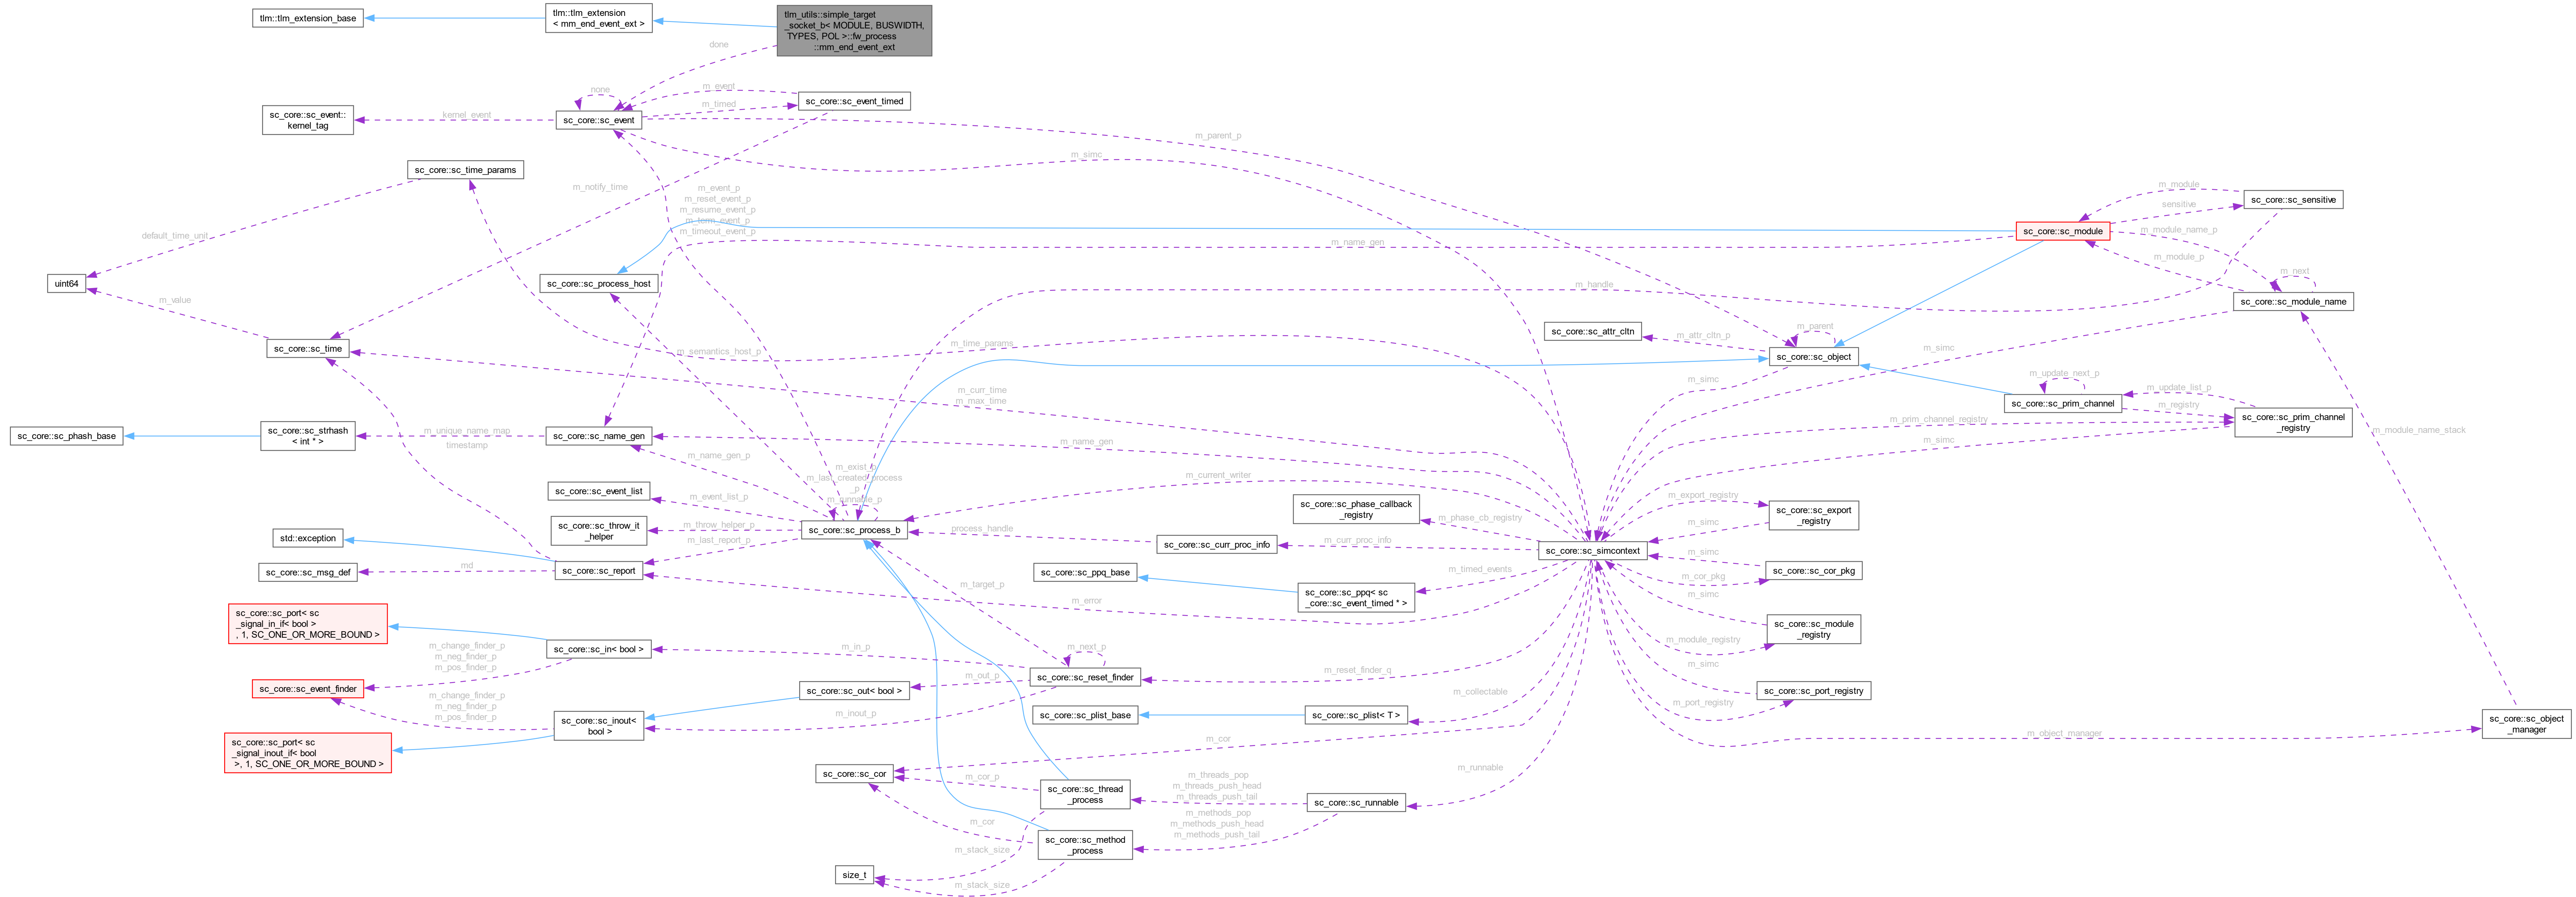 tlm::tlm_extension_base
tlm::tlm_extension
< mm_end_event_ext >
tlm_utils::simple_target
_socket_b< MODULE, BUSWIDTH,
TYPES, POL >::fw_process
::mm_end_event_ext
done
none
m_event
m_timed
sc_core::sc_event_timed
sc_core::sc_event::
kernel_tag
kernel_event
sc_core::sc_event
m_parent_p
m_simc
sc_core::sc_time_params
m_notify_time
m_event_p
m_reset_event_p
m_resume_event_p
m_term_event_p
m_timeout_event_p
default_time_unit
m_name_gen
m_module
sensitive
sc_core::sc_sensitive
sc_core::sc_module
m_module_name_p
m_module_p
m_next
uint64
sc_core::sc_process_host
m_handle
m_value
sc_core::sc_module_name
sc_core::sc_time
m_semantics_host_p
m_time_params
sc_core::sc_attr_cltn
m_attr_cltn_p
m_parent
sc_core::sc_object
m_simc
m_simc
m_curr_time
m_max_time
m_update_next_p
m_update_list_p
sc_core::sc_prim_channel
m_registry
sc_core::sc_prim_channel
_registry
m_prim_channel_registry
m_simc
m_module_name_stack
sc_core::sc_phash_base
sc_core::sc_strhash
< int * >
m_unique_name_map
timestamp
sc_core::sc_name_gen
m_name_gen_p
m_name_gen
m_exist_p
m_last_created_process
_p
m_runnable_p
m_current_writer
sc_core::sc_event_list
m_event_list_p
sc_core::sc_throw_it
_helper
m_throw_helper_p
m_last_report_p
sc_core::sc_process_b
process_handle
sc_core::sc_curr_proc_info
m_curr_proc_info
sc_core::sc_phase_callback
_registry
m_phase_cb_registry
sc_core::sc_simcontext
m_export_registry
m_simc
sc_core::sc_export
_registry
m_simc
m_cor_pkg
sc_core::sc_cor_pkg
m_simc
std::exception
sc_core::sc_msg_def
md
sc_core::sc_report
m_target_p
m_error
sc_core::sc_ppq_base
sc_core::sc_ppq< sc
_core::sc_event_timed * >
m_timed_events
sc_core::sc_module
_registry
m_module_registry
m_simc
sc_core::sc_port_registry
m_port_registry
sc_core::sc_port< sc
_signal_in_if< bool >
, 1, SC_ONE_OR_MORE_BOUND >
m_change_finder_p
m_neg_finder_p
m_pos_finder_p
sc_core::sc_in< bool >
m_in_p
m_next_p
sc_core::sc_reset_finder
m_reset_finder_q
m_out_p
sc_core::sc_event_finder
m_change_finder_p
m_neg_finder_p
m_pos_finder_p
sc_core::sc_out< bool >
sc_core::sc_inout<
bool >
m_inout_p
m_collectable
sc_core::sc_plist_base
sc_core::sc_plist< T >
sc_core::sc_object
_manager
m_object_manager
sc_core::sc_port< sc
_signal_inout_if< bool
>, 1, SC_ONE_OR_MORE_BOUND >
m_cor
m_runnable
sc_core::sc_cor
m_cor_p
sc_core::sc_thread
_process
m_threads_pop
m_threads_push_head
m_threads_push_tail
sc_core::sc_runnable
m_methods_pop
m_methods_push_head
m_methods_push_tail
m_cor
sc_core::sc_method
_process
m_stack_size
size_t
m_stack_size